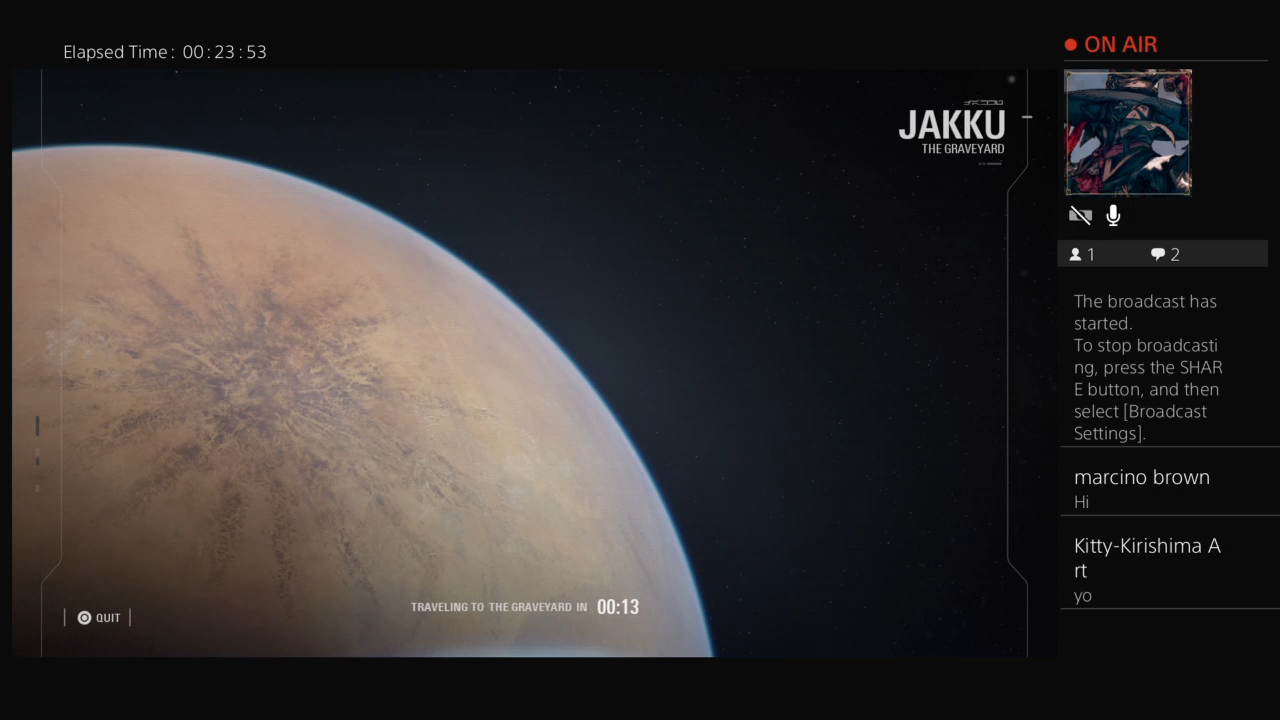 Elapsed Time: 00:23:53
JAKKU
THE GRAVEYARD
QUIT
TRAVELING TO THE GRAVEYARD IN 00:13
ON AIR
1
2
The broadcast has
started.
To stop broadcasti
ng, press the SHAR
E button, and then
select [Broadcast
Settings].
marcino brown
Hi
Kitty-Kirishima A
rt
yo